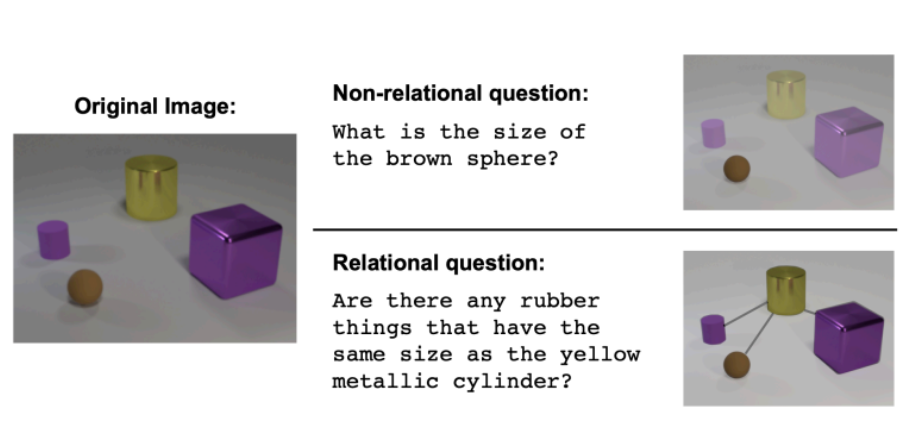 Original Image:
Non-relational question:
What is the size of
the brown sphere?
Relational question:
Are there any rubber
things that have the
same size as the yellow
metallic cylinder?